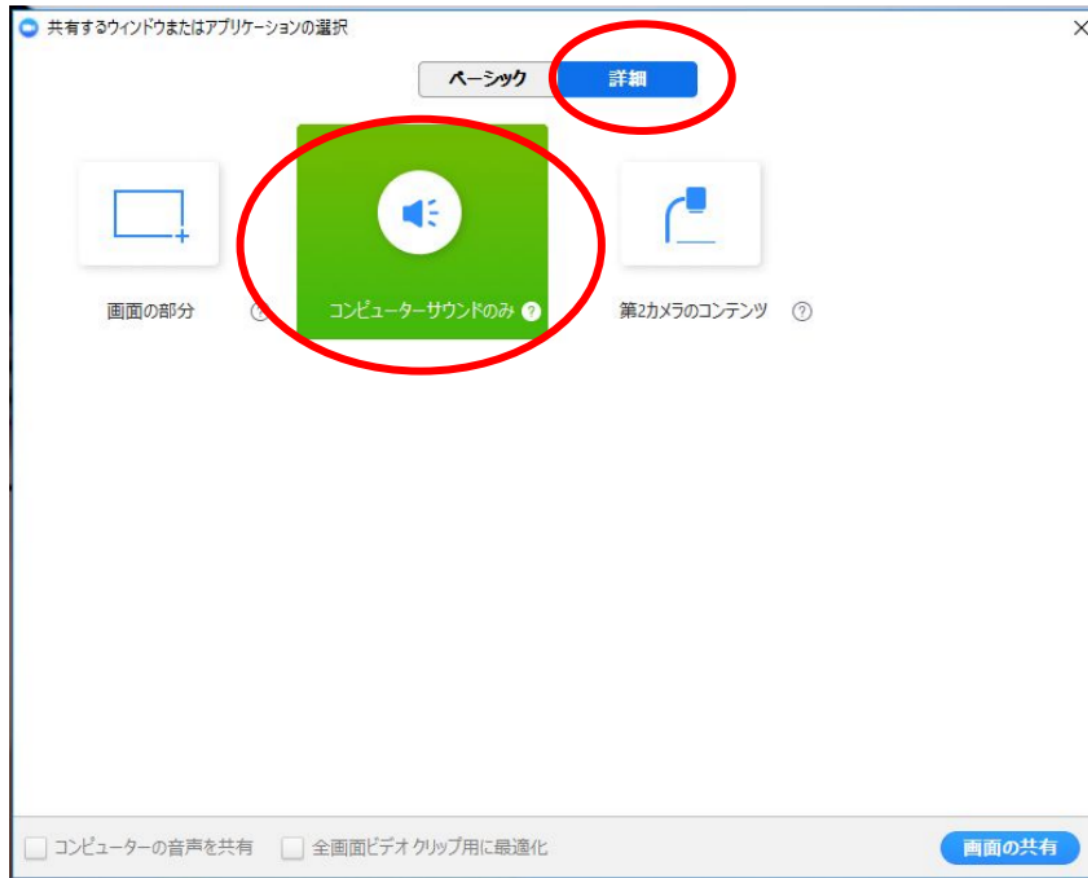 共有するウィンドウまたはアプリケーションの選択
ベーシック 詳細
画面の部分 コンピューターサウンドのみ 第2カメラのコンテンツ
コンピューターの音声を共有 全画面ビデオ クリップ用に最適化 画面の共有